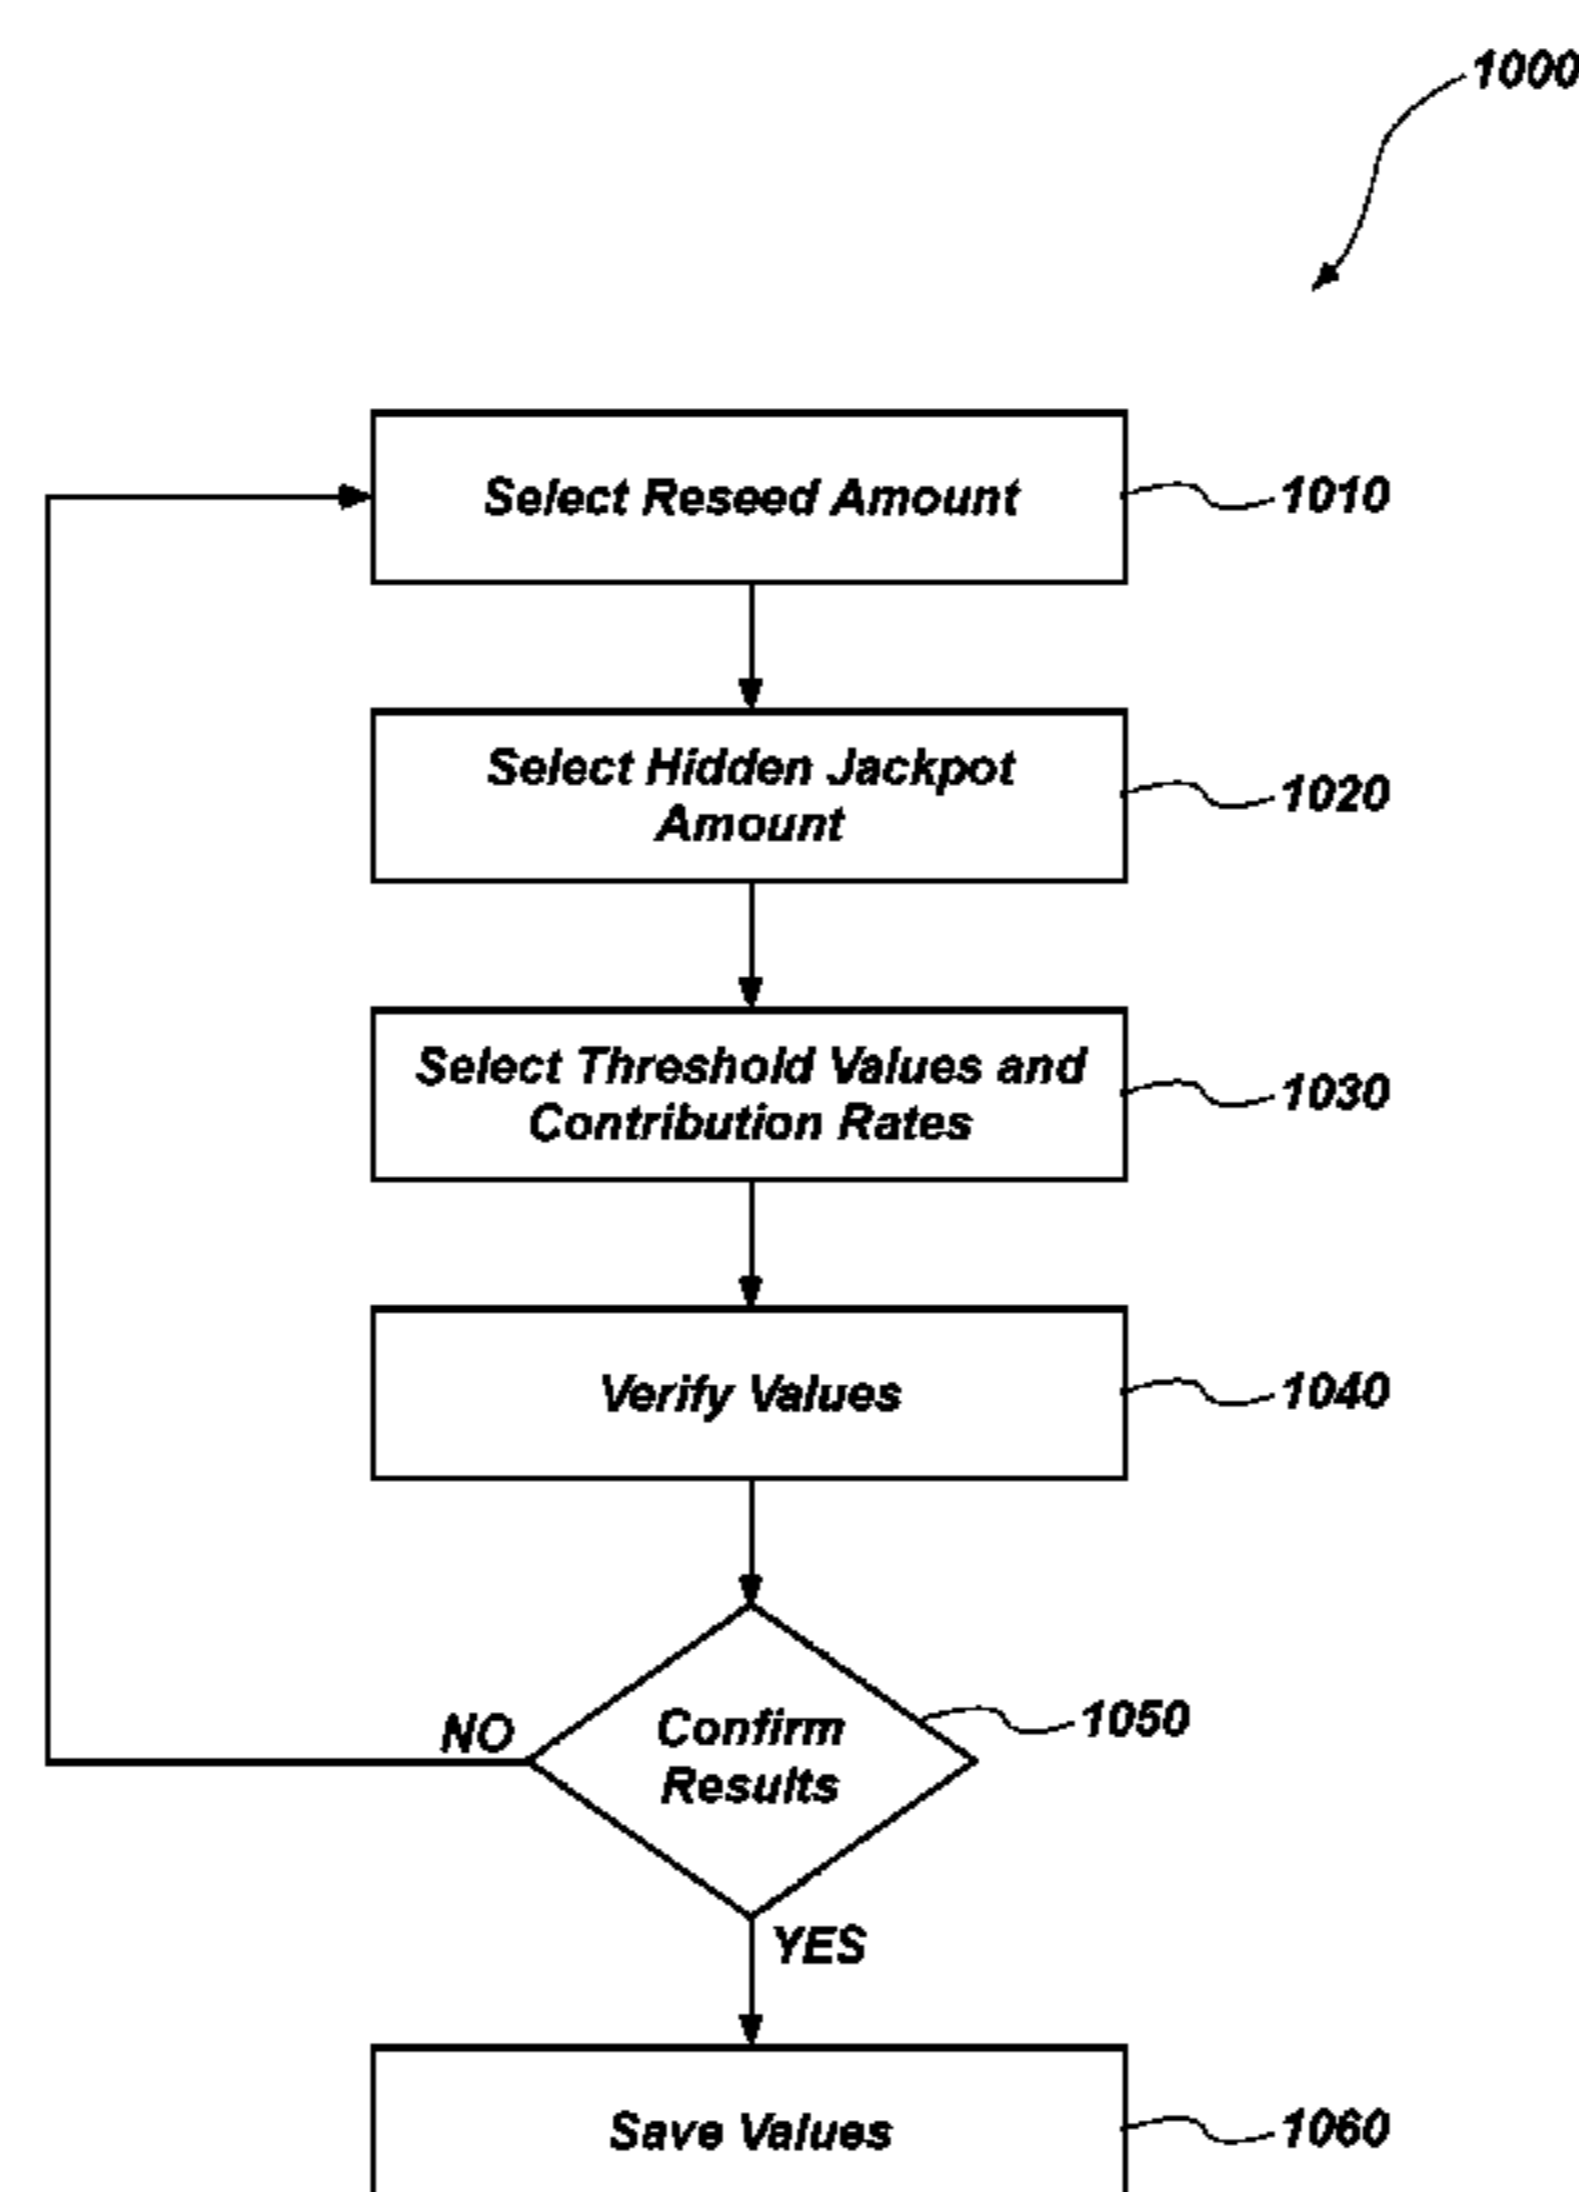 1000
Select Reseed Amount
1010
Select Hidden Jackpot
Amount
1020
Select Threshold Values and
Contribution Rates
1030
Verify Values
1040
Confirm
Results
1050
NO
YES
Save Values
1060